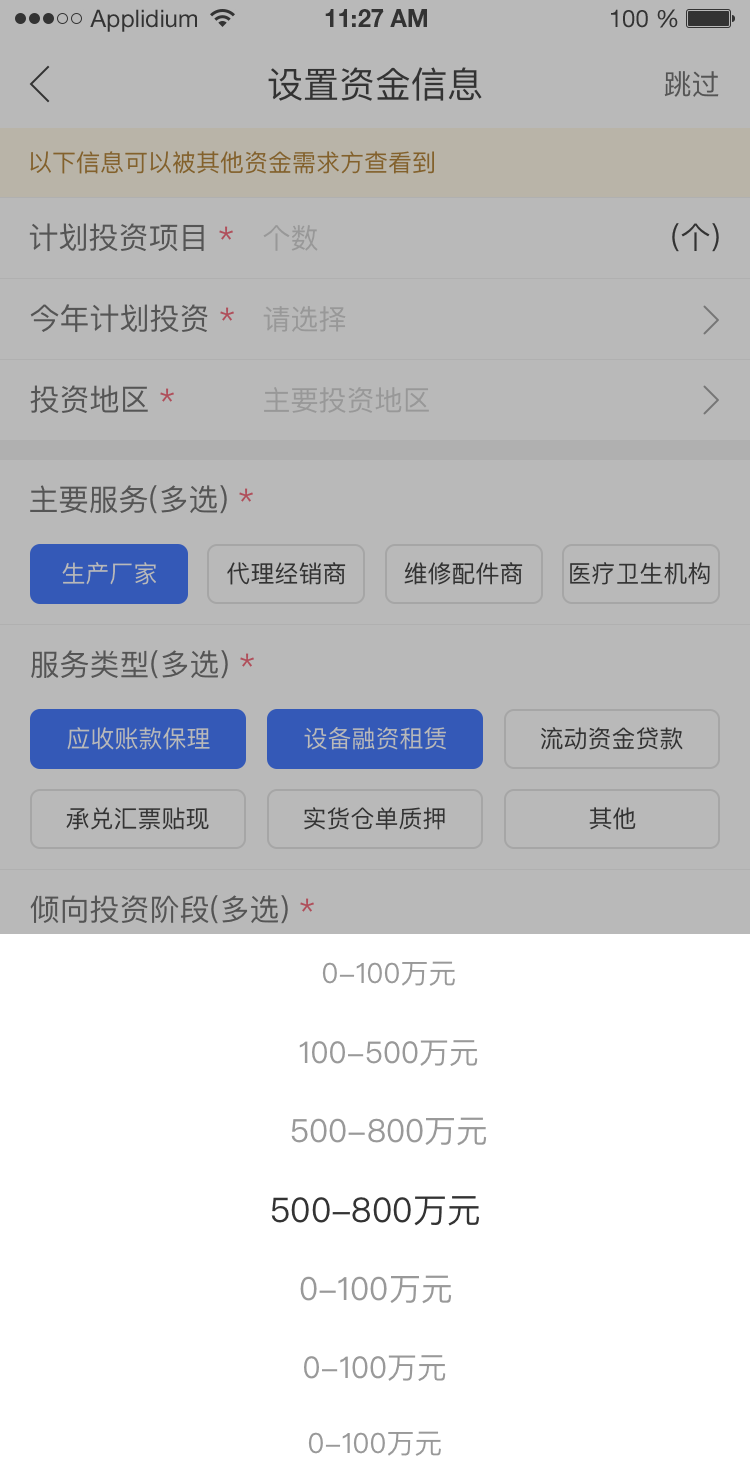 Applidium 11:27 AM 100 %
设置资金信息 跳过
以下信息可以被其他资金需求方查看到
计划投资项目 * 个数 (个)
今年计划投资 * 请选择
投资地区 * 主要投资地区
主要服务(多选) *
生产厂家 代理经销商 维修配件商 医疗卫生机构
服务类型(多选) *
应收账款保理 设备融资租赁 流动资金贷款
承兑汇票贴现 实货仓单质押 其他
倾向投资阶段(多选) *
0–100万元
100–500万元
500–800万元
500–800万元
0–100万元
0–100万元
0–100万元